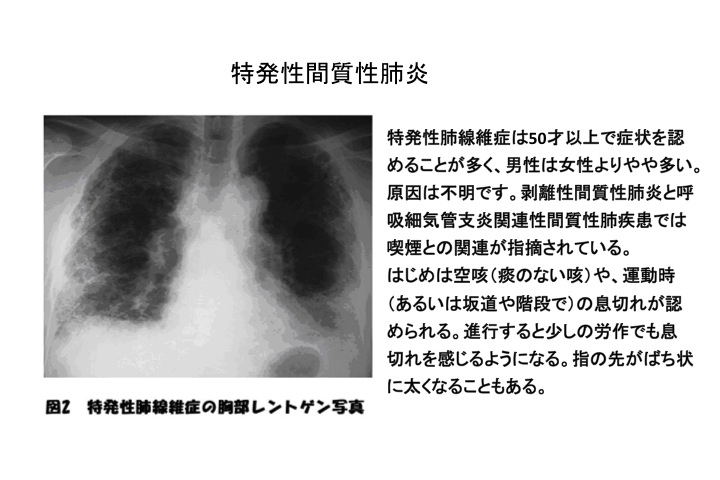 特発性間質性肺炎
特発性肺線維症は50才以上で症状を認
めることが多く、男性は女性よりやや多い。
原因は不明です。剥離性間質性肺炎と呼
吸細気管支炎関連性間質性肺疾患では
喫煙との関連が指摘されている。
はじめは空咳（痰のない咳）や、運動時
（あるいは坂道や階段で）の息切れが認
められる。進行すると少しの労作でも息
切れを感じるようになる。指の先がばち状
に太くなることもある。
図2　特発性肺線維症の胸部レントゲン写真